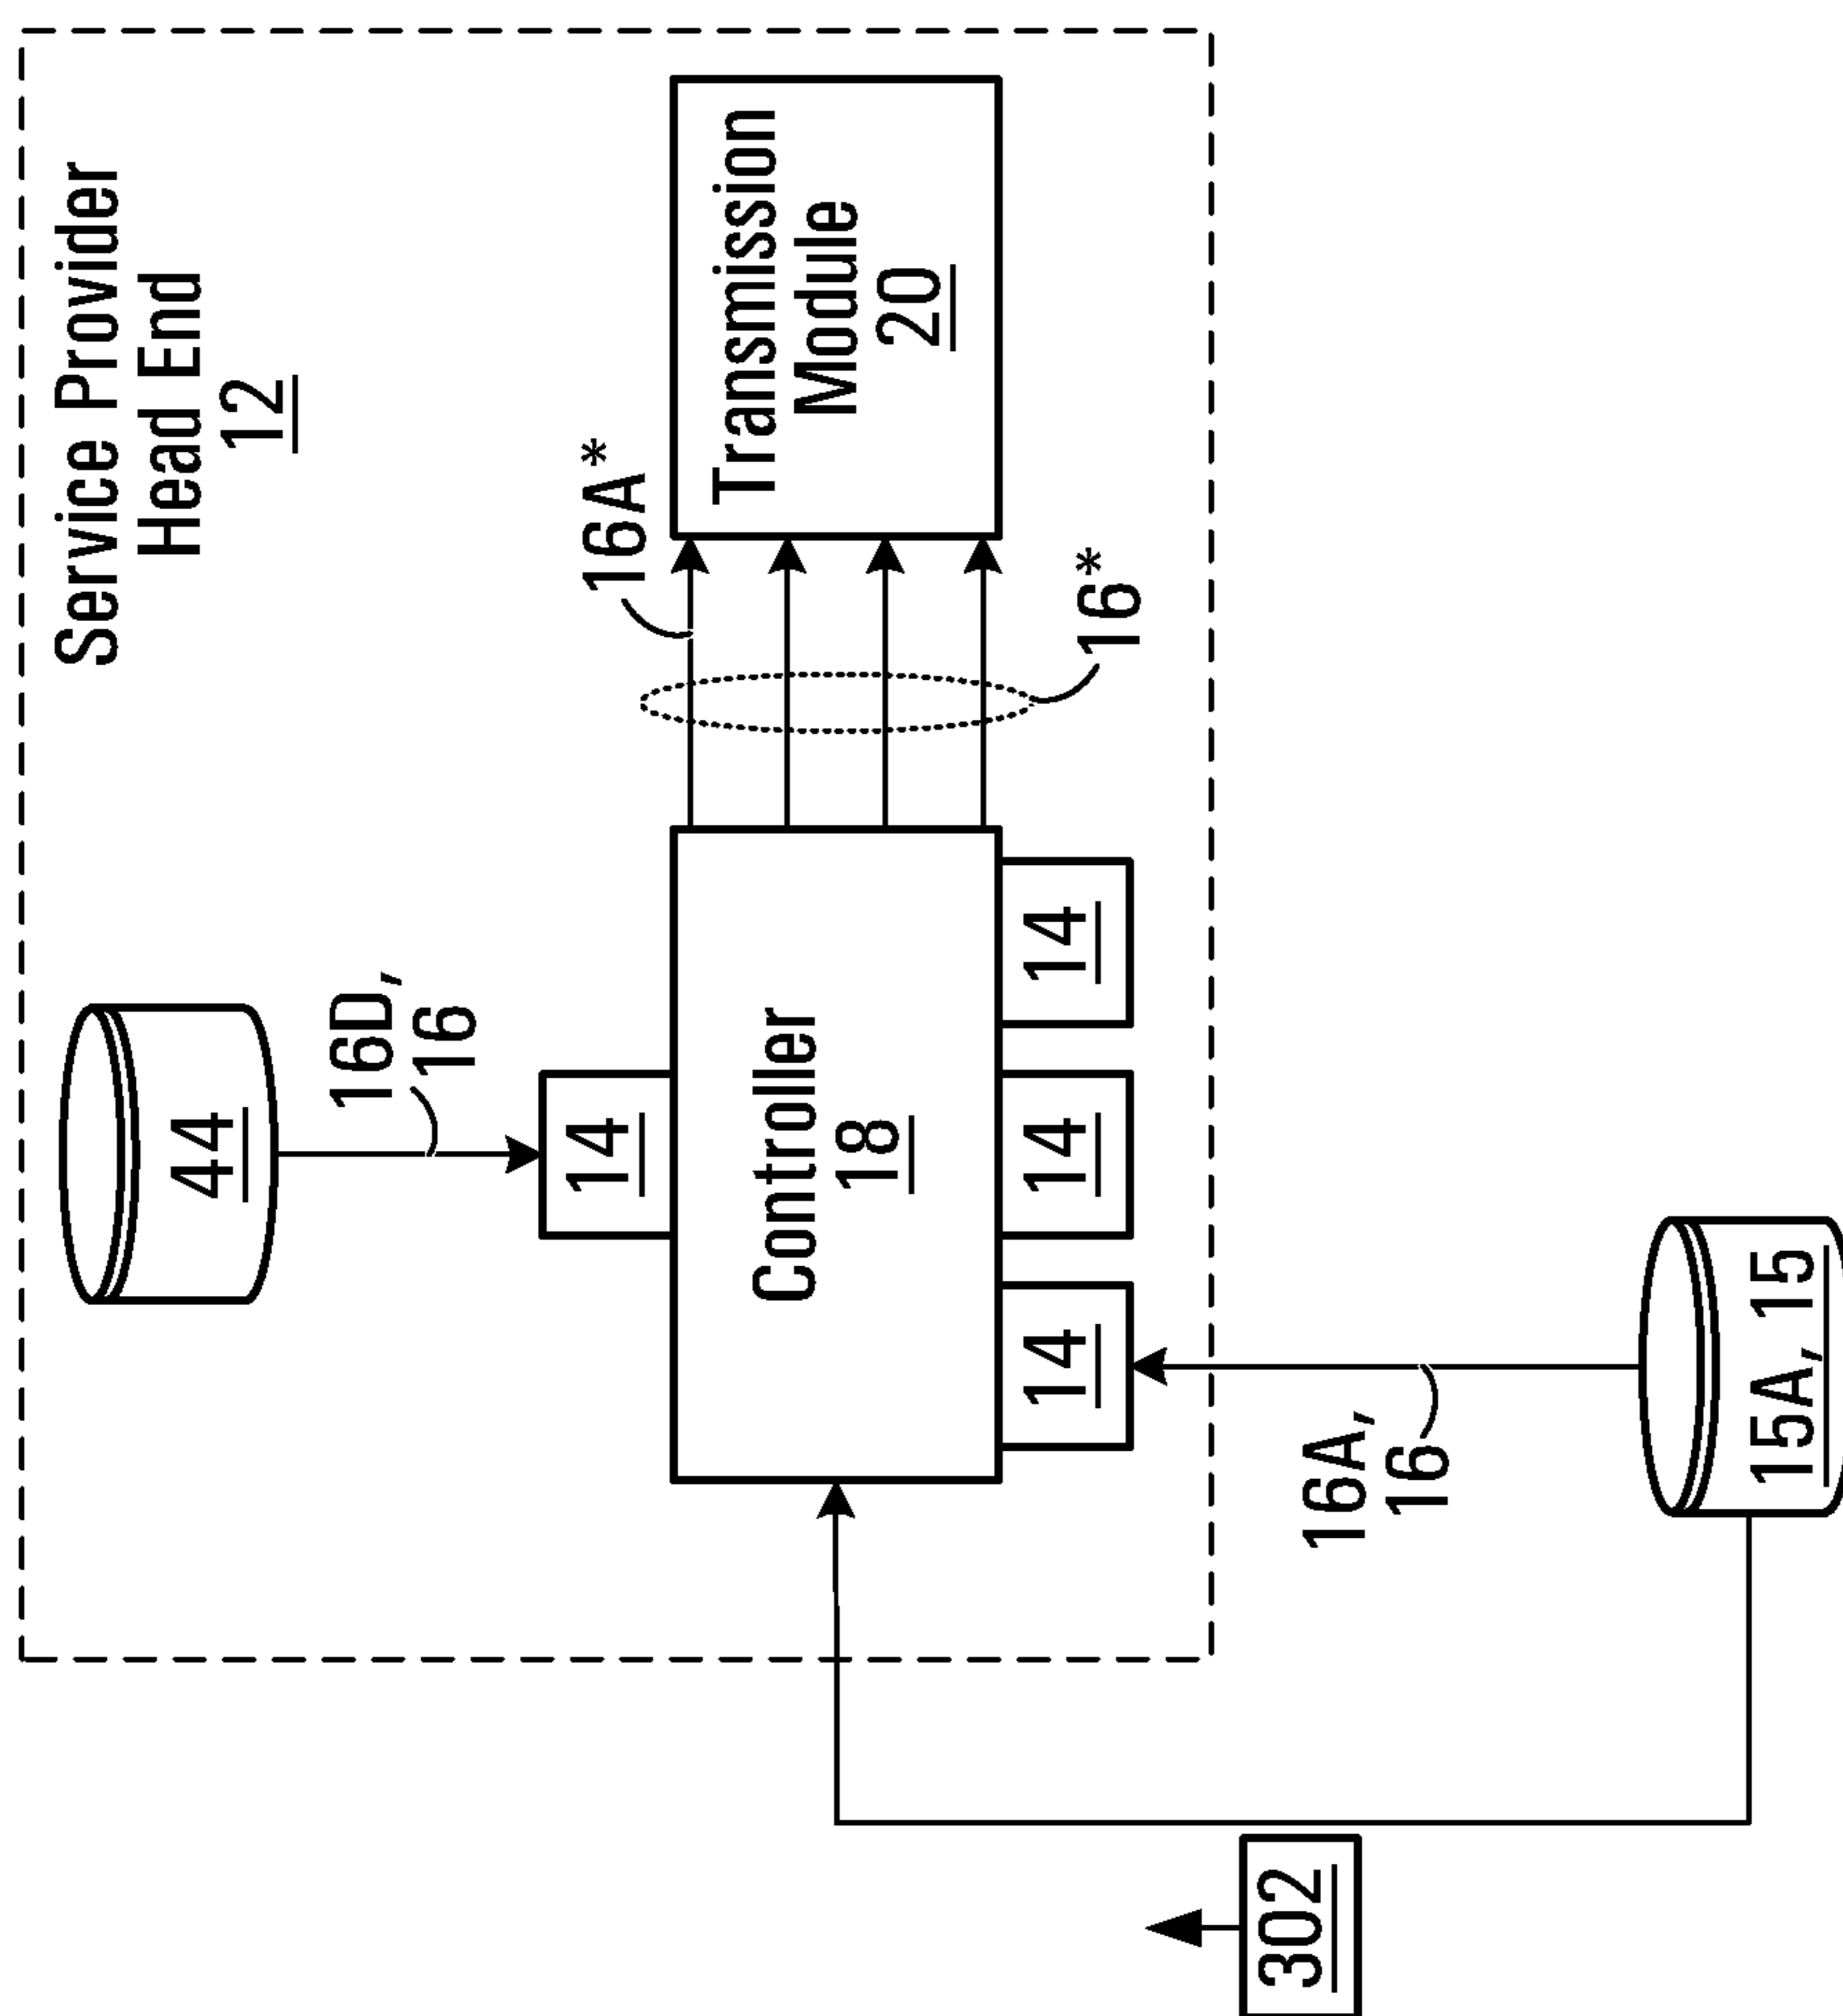 Service Provider
Head End
12
44
16D,
16
14
Controller
18
14
14
14
16A*
16*
Transmission
Module
20
16A,
16
15A, 15
302